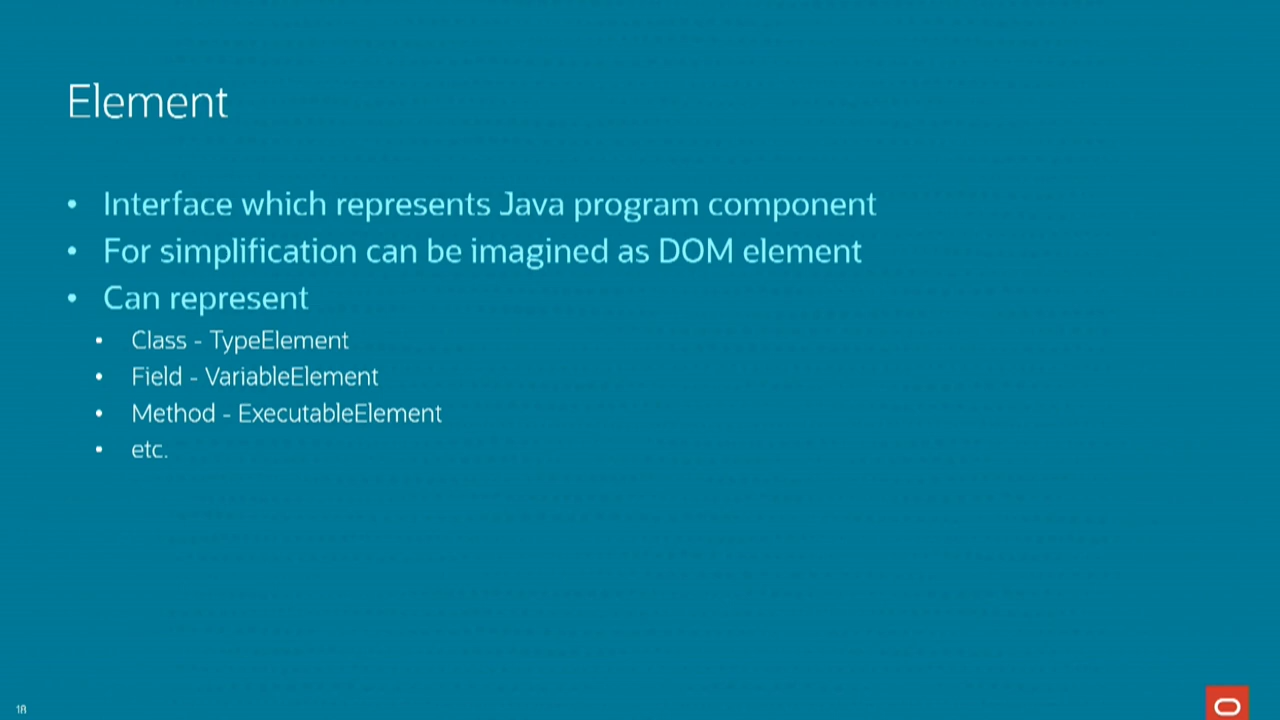 Element
• Interface which represents Java program component
• For simplification can be imagined as DOM element
• Can represent
• Class - TypeElement
• Field - VariableElement
• Method - ExecutableElement
• etc.
18